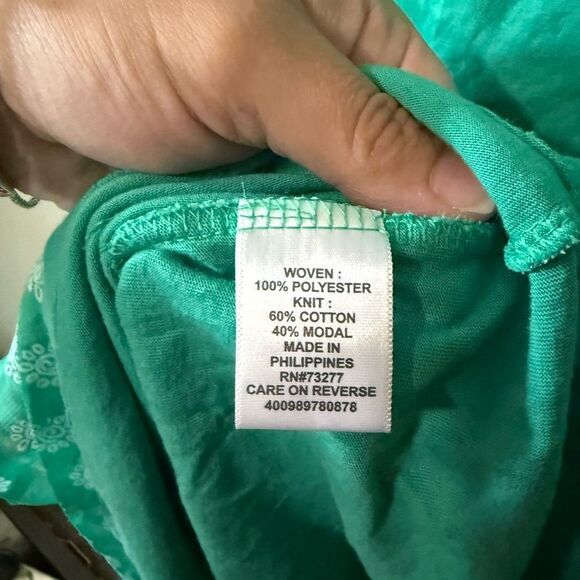 WOVEN :
100% POLYESTER
KNIT :
60% COTTON
40% MODAL
MADE IN
PHILIPPINES
RN#73277
CARE ON REVERSE
400989780878